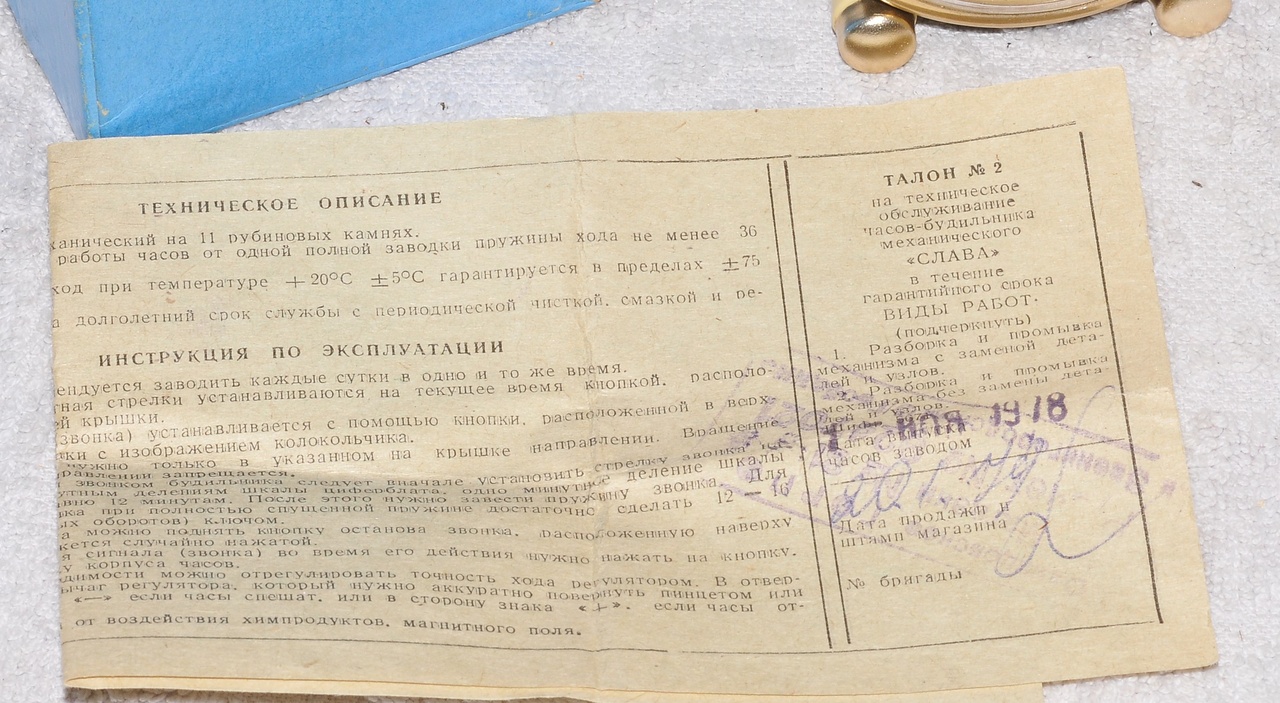 ТЕХНИЧЕСКОЕ ОПИСАНИЕ
ханический на 11 рубиновых камнях.
работы часов от одной полной заводки пружины хода не менее 36
ход при температуре +20°С ±5°С гарантируется в пределах ±75
а долголетний срок службы с периодической чисткой, смазкой и ре-
ИНСТРУКЦИЯ ПО ЭКСПЛУАТАЦИИ
ендуется заводить каждые сутки в одно и то же время.
ная стрелки устанавливаются на текущее время кнопкой, располо-
й крышки.
(звонка) устанавливается с помощью кнопки, расположенной в верх-
тки с изображением колокольчика.
нужно только в указанном на крышке направлении. Вращение
равлении запрещается.
звонком будильника следует вначале установить стрелку звонка
утным делениям шкалы циферблата, одно минутное деление шкалы
но 12 минутам. После этого нужно завести пружину звонка. Для
ка при полностью спущенной пружине достаточно сделать 12—16
ых оборотов) ключом.
а можно поднять кнопку останова звонка, расположенную наверху
жется случайно нажатой.
я сигнала (звонка) во время его действия нужно нажать на кнопку,
у корпуса часов.
димости можно отрегулировать точность хода регулятором. В отвер-
ычаг регулятора, который нужно аккуратно повернуть пинцетом или
«—» если часы спешат, или в сторону знака «+», если часы от-
от воздействия химпродуктов, магнитного поля.
ТАЛОН № 2
на техническое
обслуживание
часов-будильника
механического
«СЛАВА»
в течение
гарантийного срока
ВИДЫ РАБОТ.
(подчеркнуть)
1. Разборка и промывка
механизма с заменой дета-
лей и узлов.
2. Разборка и промывка
механизма без замены дета-
лей и узлов.
1978
Дата выпуска
часов заводом
Дата продажи и
штамп магазина
№ бригады